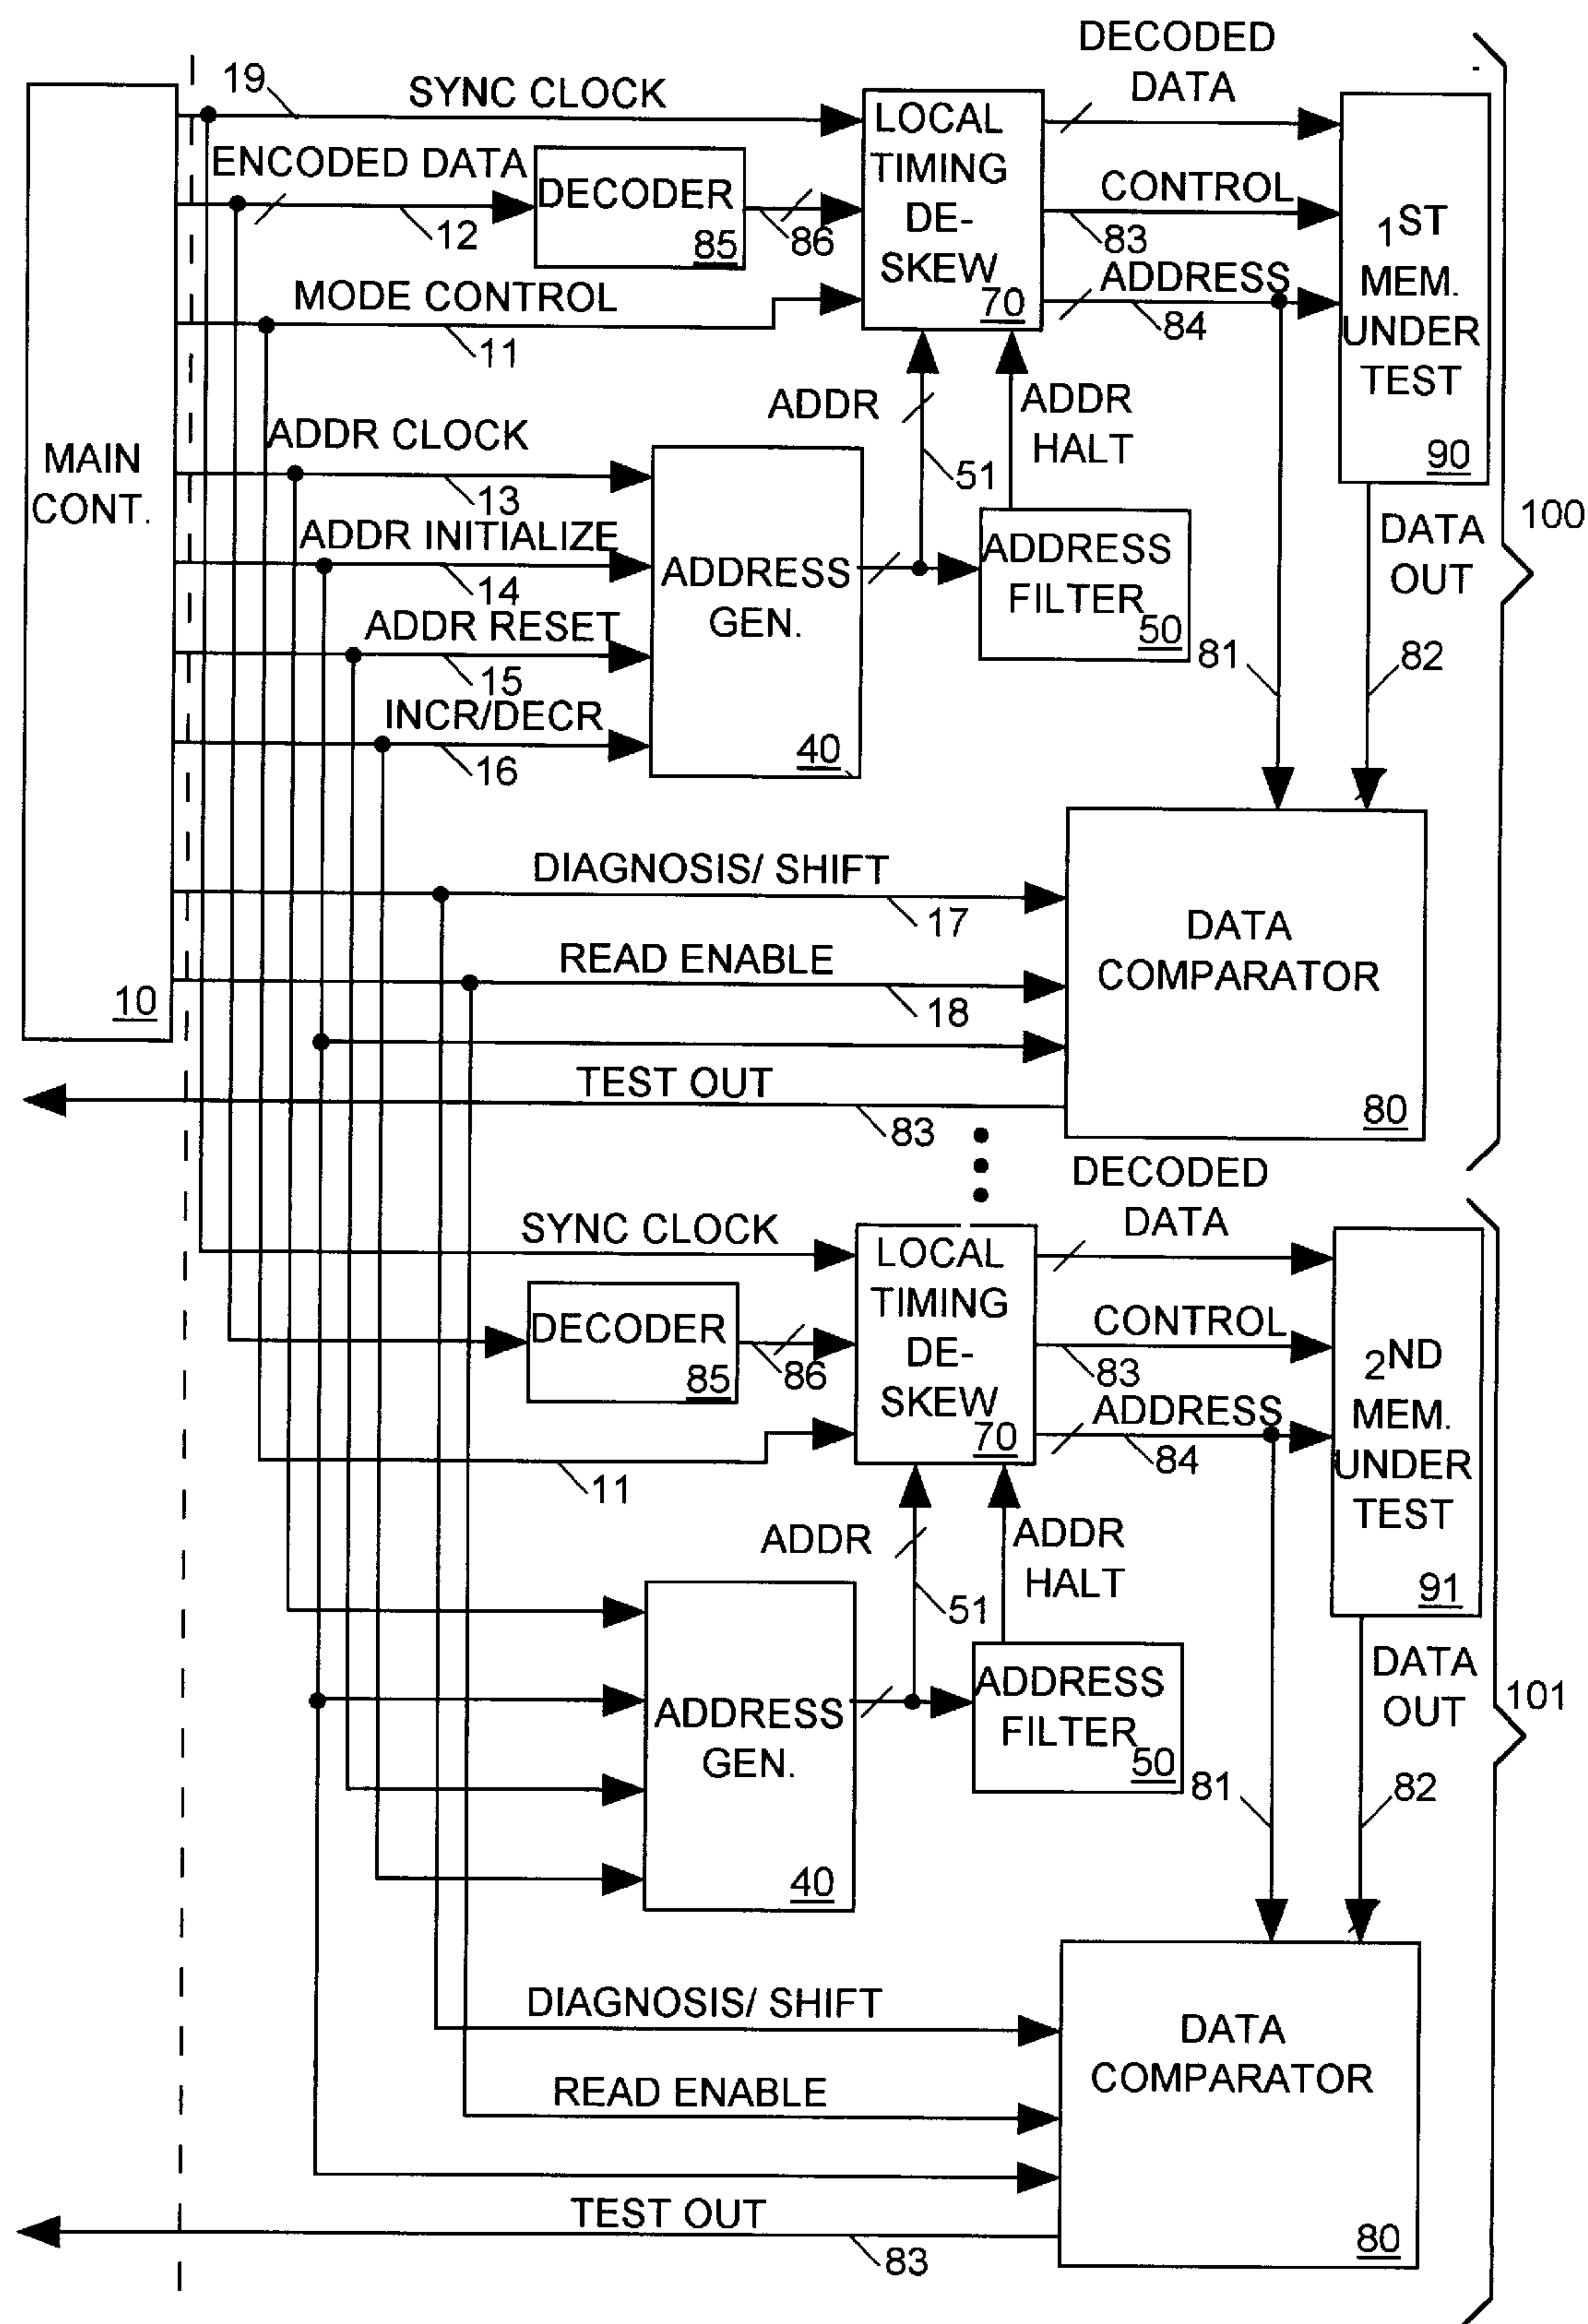 DECODED
DATA
19
SYNC CLOCK
LOCAL
TIMING
DE-
SKEW
70
ENCODED DATA
DECODER
85
86
12
CONTROL
83
1ST
MEM.
UNDER
TEST
90
MODE CONTROL
11
ADDRESS
84
MAIN
CONT.
10
ADDR
51
ADDR
HALT
ADDR CLOCK
13
ADDR INITIALIZE
14
ADDRESS
GEN.
40
ADDRESS
FILTER
50
DATA
OUT
100
ADDR RESET
15
81
82
INCR/DECR
16
DIAGNOSIS/ SHIFT
17
DATA
COMPARATOR
80
READ ENABLE
18
TEST OUT
83
DECODED
DATA
SYNC CLOCK
LOCAL
TIMING
DE-
SKEW
70
DECODER
85
86
CONTROL
83
2ND
MEM.
UNDER
TEST
91
ADDRESS
84
11
ADDR
51
ADDR
HALT
ADDRESS
GEN.
40
ADDRESS
FILTER
50
DATA
OUT
101
81
82
DIAGNOSIS/ SHIFT
DATA
COMPARATOR
80
READ ENABLE
TEST OUT
83